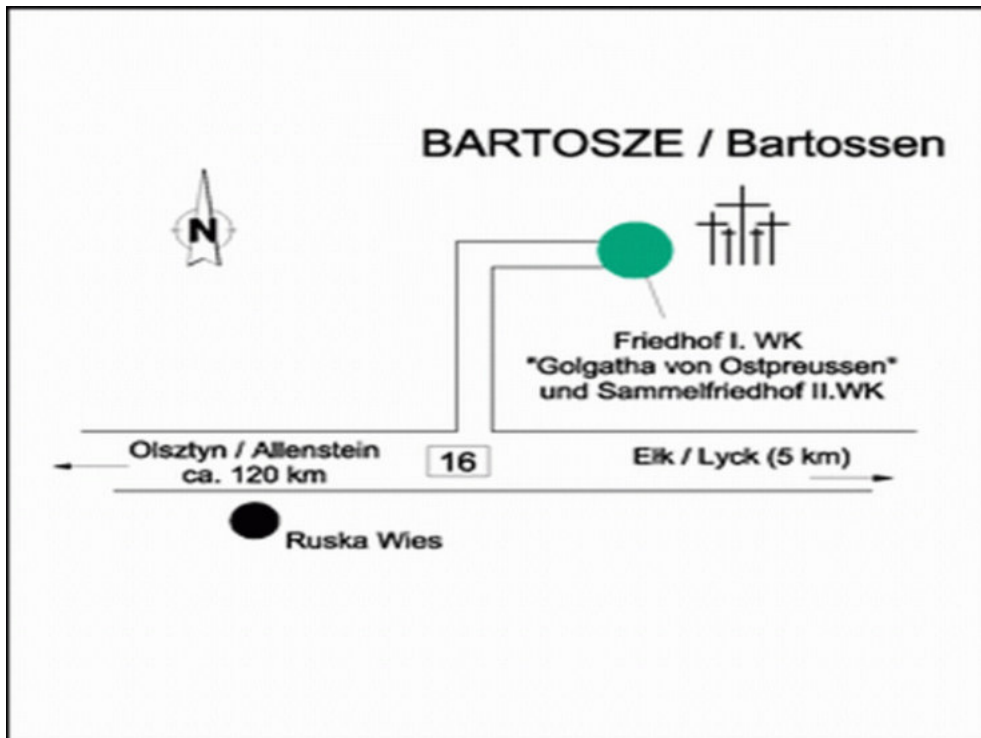 BARTOSZE / Bartossen
N
Friedhof I. WK
"Golgatha von Ostpreussen"
und Sammelfriedhof II.WK
Olsztyn / Allenstein
ca. 120 km
16
Ełk / Lyck (5 km)
Ruska Wies